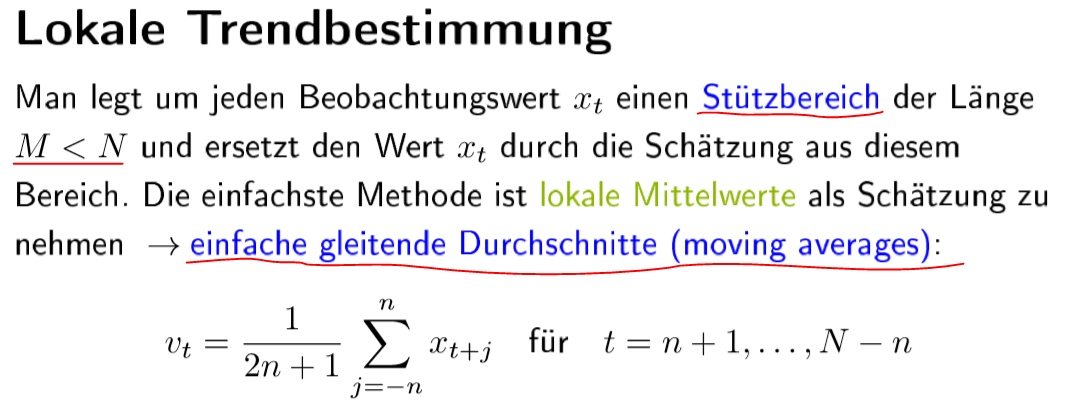 Lokale Trendbestimmung
Man legt um jeden Beobachtungswert $x_t$ einen Stützbereich der Länge
$M < N$ und ersetzt den Wert $x_t$ durch die Schätzung aus diesem
Bereich. Die einfachste Methode ist lokale Mittelwerte als Schätzung zu
nehmen → einfache gleitende Durchschnitte (moving averages):
$v_t = \frac{1}{2n+1} \sum_{j=-n}^{n} x_{t+j}$ für $t = n+1, \ldots, N-n$